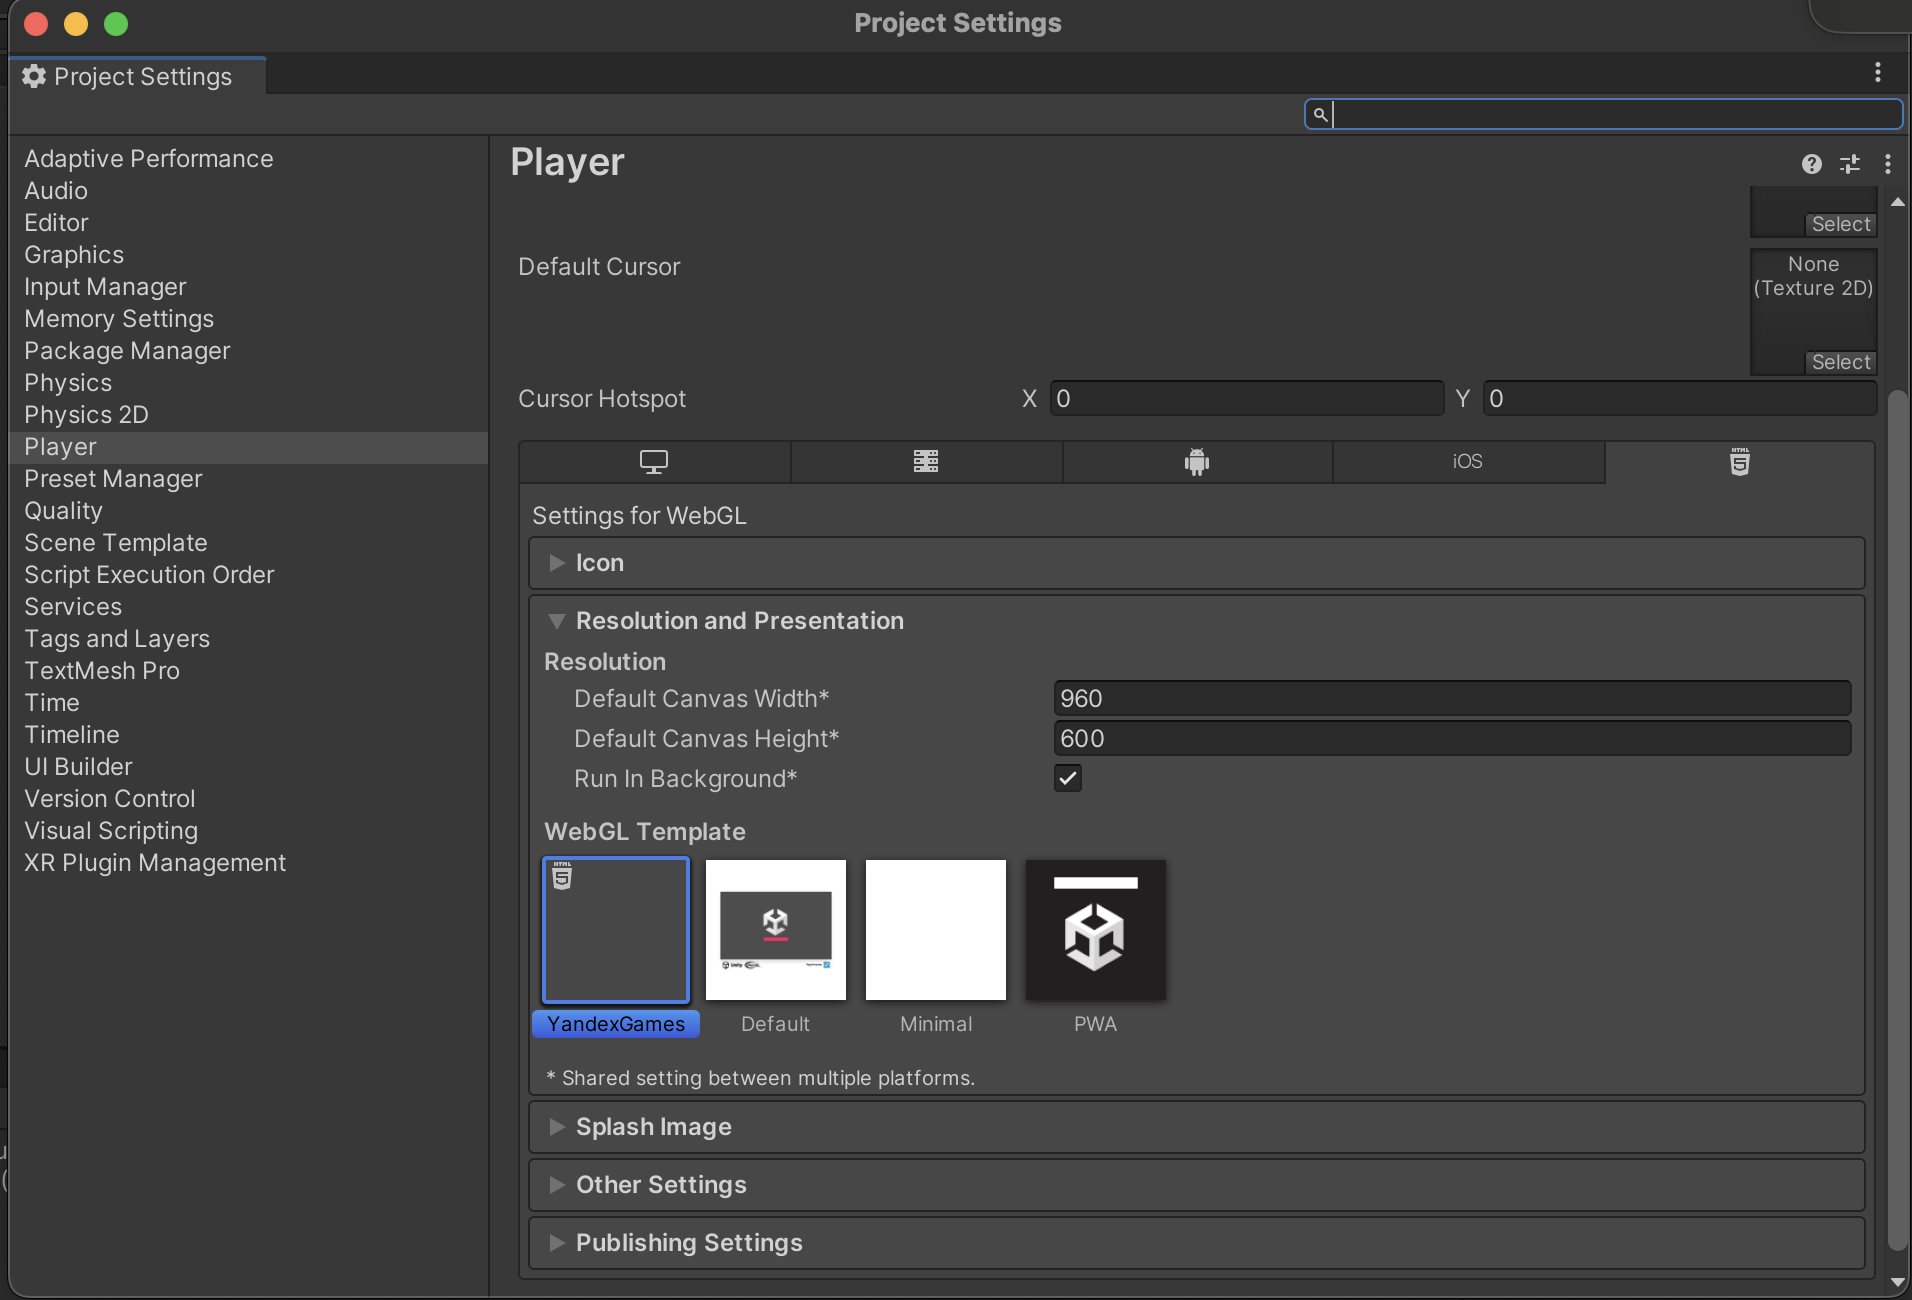 Project Settings
Project Settings
Adaptive Performance
Audio
Editor
Graphics
Input Manager
Memory Settings
Package Manager
Physics
Physics 2D
Player
Preset Manager
Quality
Scene Template
Script Execution Order
Services
Tags and Layers
TextMesh Pro
Time
Timeline
UI Builder
Version Control
Visual Scripting
XR Plugin Management
Player
Select
Default Cursor
None
(Texture 2D)
Select
Cursor Hotspot X 0 Y 0
iOS
Settings for WebGL
Icon
Resolution and Presentation
Resolution
Default Canvas Width* 960
Default Canvas Height* 600
Run In Background*
WebGL Template
YandexGames Default Minimal PWA
* Shared setting between multiple platforms.
Splash Image
Other Settings
Publishing Settings